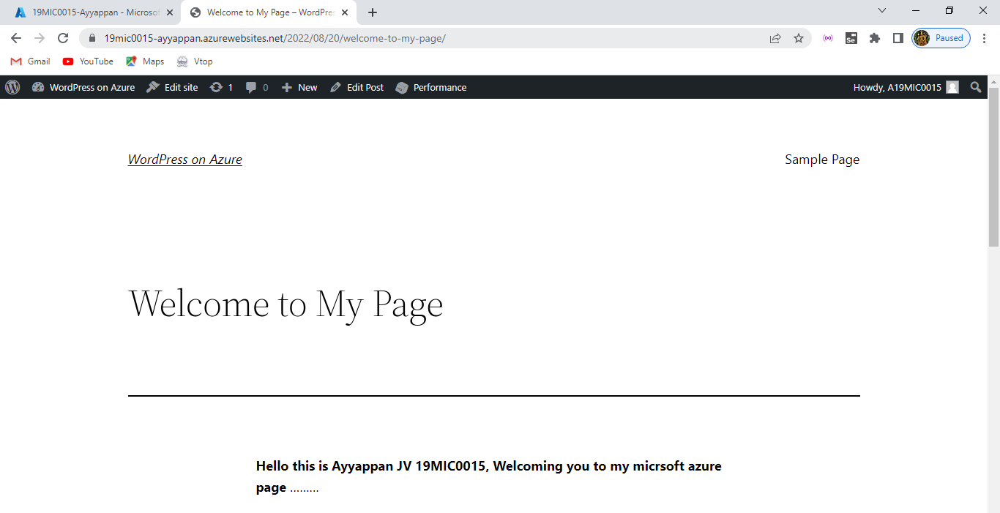 19MIC0015-Ayyappan - Microsof
Welcome to My Page – WordPres
19mic0015-ayyappan.azurewebsites.net/2022/08/20/welcome-to-my-page/
Se
Paused
Gmail YouTube Maps Vtop
WordPress on Azure Edit site 1 0 New Edit Post Performance Howdy, A19MIC0015
WordPress on Azure Sample Page
Welcome to My Page
Hello this is Ayyappan JV 19MIC0015, Welcoming you to my micrsoft azure
page .........